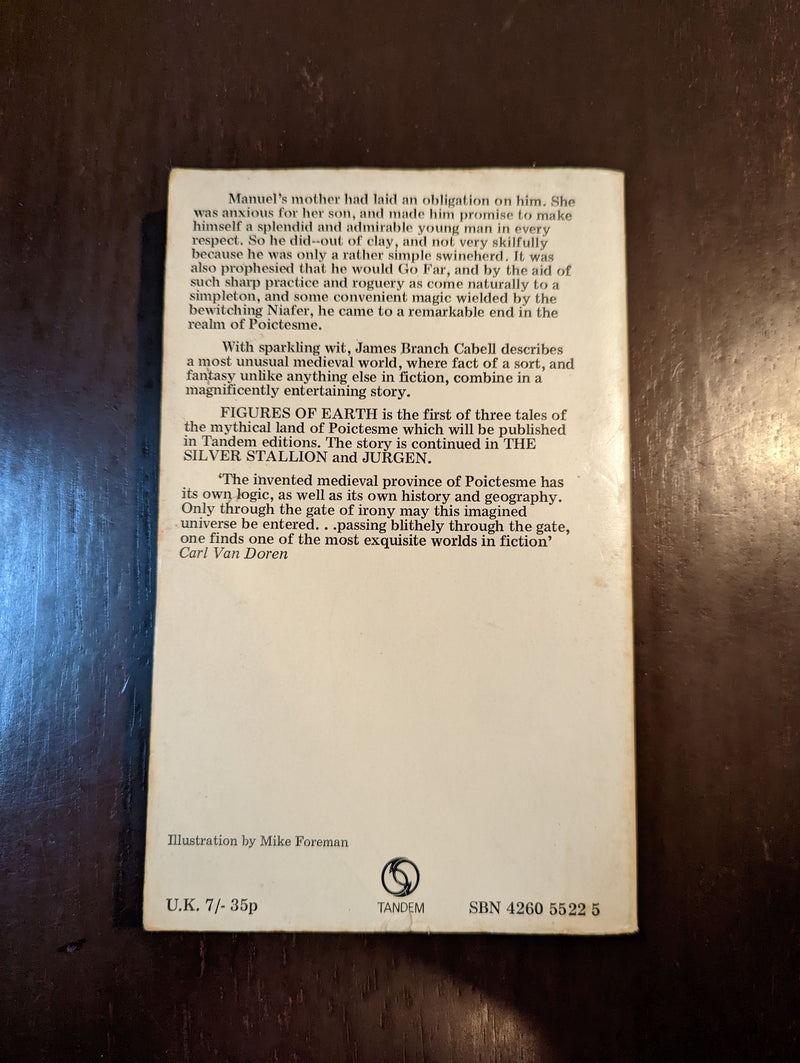 Manuel's mother had laid an obligation on him. She
was anxious for her son, and made him promise to make
himself a splendid and admirable young man in every
respect. So he did--out of clay, and not very skilfully
because he was only a rather simple swineherd. It was
also prophesied that he would Go Far, and by the aid of
such sharp practice and roguery as come naturally to a
simpleton, and some convenient magic wielded by the
bewitching Niafer, he came to a remarkable end in the
realm of Poictesme.
With sparkling wit, James Branch Cabell describes
a most unusual medieval world, where fact of a sort, and
fantasy unlike anything else in fiction, combine in a
magnificently entertaining story.
FIGURES OF EARTH is the first of three tales of
the mythical land of Poictesme which will be published
in Tandem editions. The story is continued in THE
SILVER STALLION and JURGEN.
'The invented medieval province of Poictesme has
its own logic, as well as its own history and geography.
Only through the gate of irony may this imagined
universe be entered. . .passing blithely through the gate,
one finds one of the most exquisite worlds in fiction'
Carl Van Doren
Illustration by Mike Foreman
U.K. 7/- 35p
TANDEM
SBN 4260 5522 5